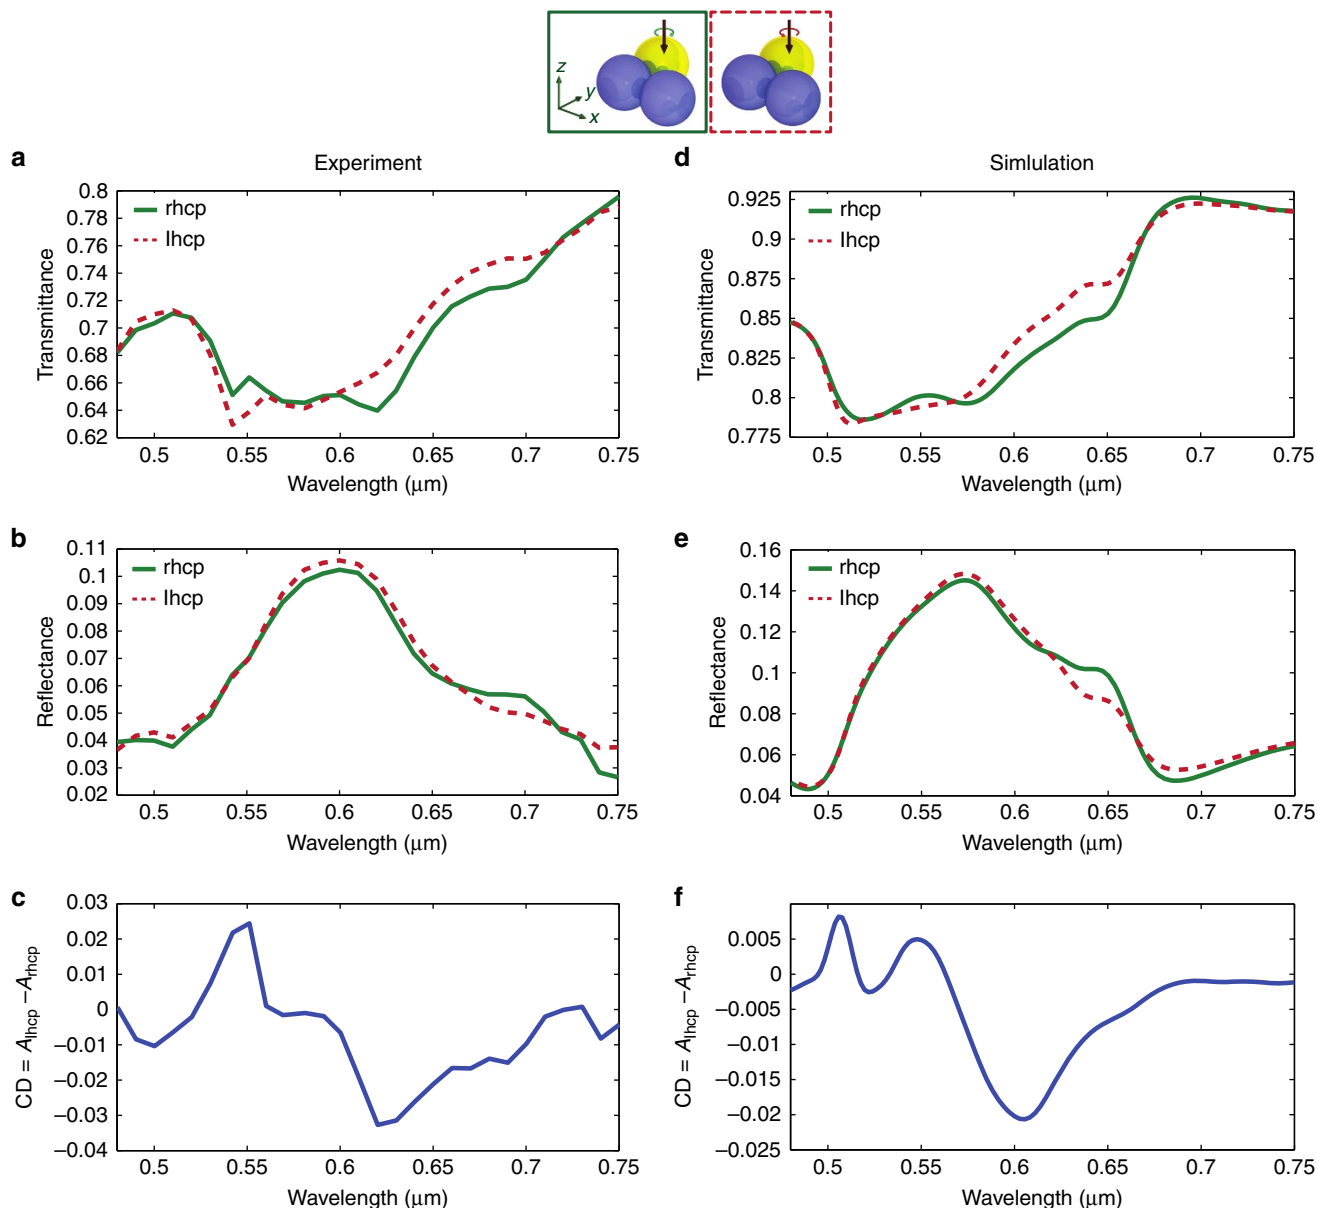 z
y
x
a
Experiment
rhcp
lhcp
0.8
0.78
0.76
0.74
0.72
0.7
0.68
0.66
0.64
0.62
Transmittance
0.5 0.55 0.6 0.65 0.7 0.75
Wavelength (μm)
d
Simlulation
rhcp
lhcp
0.925
0.9
0.875
0.85
0.825
0.8
0.775
Transmittance
0.5 0.55 0.6 0.65 0.7 0.75
Wavelength (μm)
b
rhcp
lhcp
0.11
0.1
0.09
0.08
0.07
0.06
0.05
0.04
0.03
0.02
Reflectance
0.5 0.55 0.6 0.65 0.7 0.75
Wavelength (μm)
e
rhcp
lhcp
0.16
0.14
0.12
0.1
0.08
0.06
0.04
Reflectance
0.5 0.55 0.6 0.65 0.7 0.75
Wavelength (μm)
c
0.03
0.02
0.01
0
−0.01
−0.02
−0.03
−0.04
CD = Alhcp −Arhcp
0.5 0.55 0.6 0.65 0.7 0.75
Wavelength (μm)
f
0.005
0
−0.005
−0.01
−0.015
−0.02
−0.025
CD = Alhcp −Arhcp
0.5 0.55 0.6 0.65 0.7 0.75
Wavelength (μm)